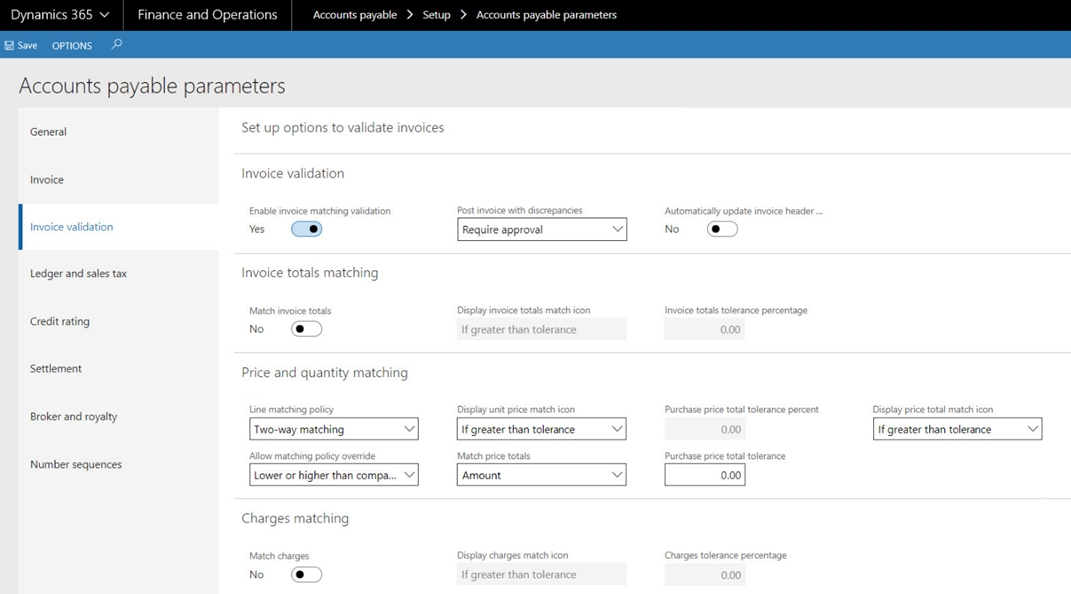 Dynamics 365 Finance and Operations Accounts payable > Setup > Accounts payable parameters
Save OPTIONS
Accounts payable parameters
General
Invoice
Invoice validation
Ledger and sales tax
Credit rating
Settlement
Broker and royalty
Number sequences
Set up options to validate invoices
Invoice validation
Enable invoice matching validation Post invoice with discrepancies Automatically update invoice header ...
Yes Require approval No
Invoice totals matching
Match invoice totals Display invoice totals match icon Invoice totals tolerance percentage
No If greater than tolerance 0.00
Price and quantity matching
Line matching policy Display unit price match icon Purchase price total tolerance percent Display price total match icon
Two-way matching If greater than tolerance 0.00 If greater than tolerance
Allow matching policy override Match price totals Purchase price total tolerance
Lower or higher than compa... Amount 0.00
Charges matching
Match charges Display charges match icon Charges tolerance percentage
No If greater than tolerance 0.00